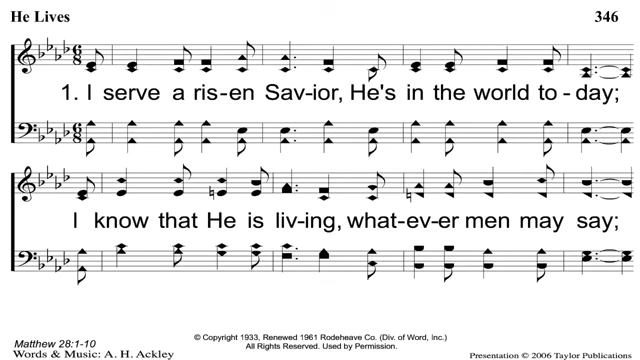 He Lives 346
1. I serve a ris-en Sav-ior, He's in the world to-day;
I know that He is liv-ing, what-ev-er men may say;
Matthew 28:1-10
Words & Music: A. H. Ackley
© Copyright 1933, Renewed 1961 Rodeheave Co. (Div. of Word, Inc.)
All Rights Reserved. Used by Permission.
Presentation © 2006 Taylor Publications